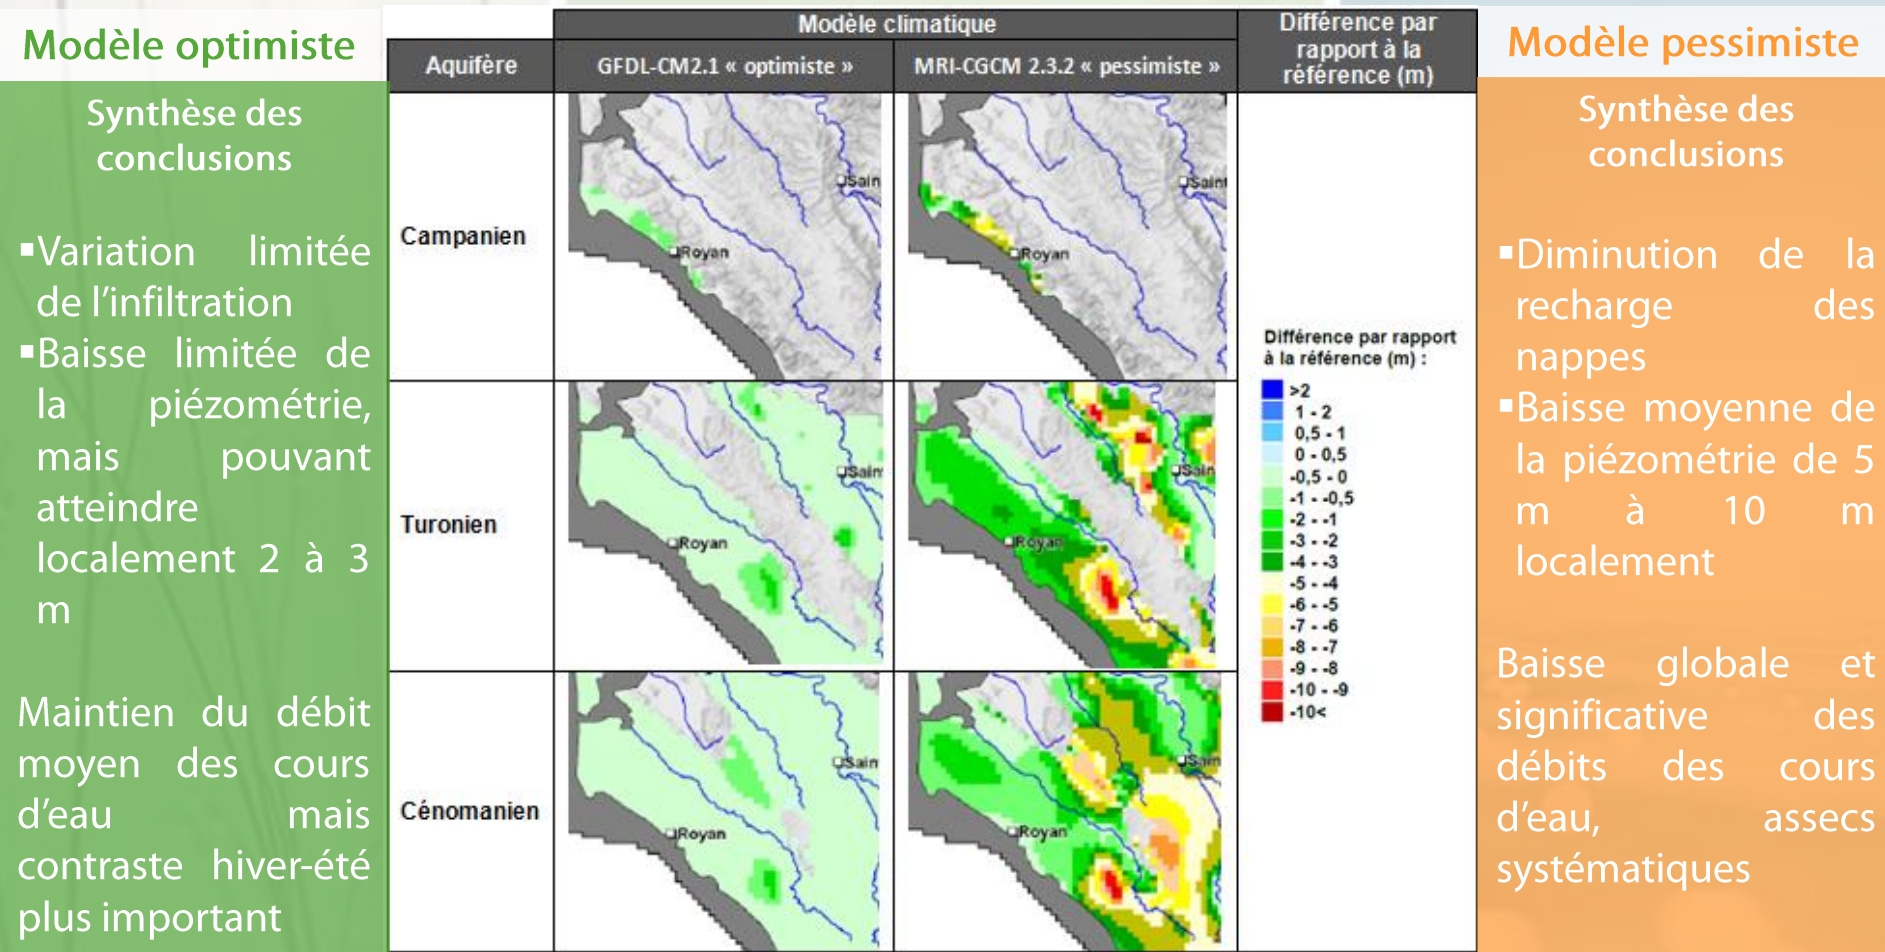 Modèle optimiste
Synthèse des
conclusions
▪Variation limitée
de l'infiltration
▪Baisse limitée de
la piézométrie,
mais pouvant
atteindre
localement 2 à 3
m
Maintien du débit
moyen des cours
d'eau mais
contraste hiver-été
plus important
Modèle climatique
Différence par
rapport à la
référence (m)
Aquifère
GFDL-CM2.1 « optimiste »
MRI-CGCM 2.3.2 « pessimiste »
Campanien
Sain
Royan
Saint
Royan
Turonien
Sain
Royan
Sain
Royan
Cénomanien
Sain
Royan
Sain
Royan
Différence par rapport
à la référence (m) :
>2
1 - 2
0,5 - 1
0 - 0,5
-0,5 - 0
-1 - -0,5
-2 - -1
-3 - -2
-4 - -3
-5 - -4
-6 - -5
-7 - -6
-8 - -7
-9 - -8
-10 - -9
-10<
Modèle pessimiste
Synthèse des
conclusions
▪Diminution de la
recharge des
nappes
▪Baisse moyenne de
la piézométrie de 5
m à 10 m
localement
Baisse globale et
significative des
débits des cours
d'eau, assecs
systématiques